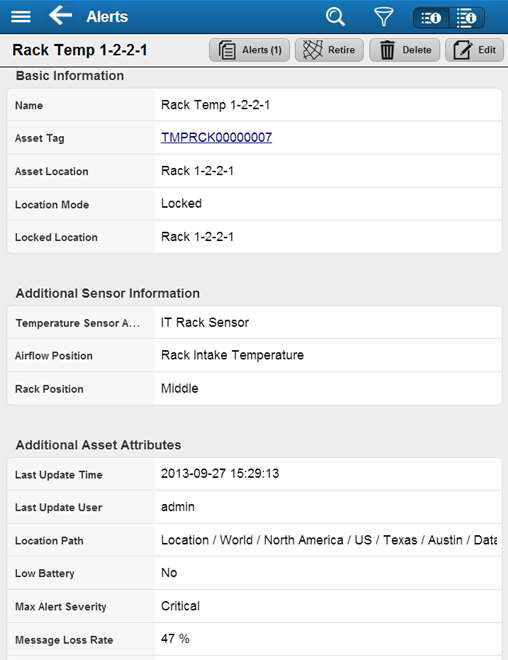 Alerts
Rack Temp 1-2-2-1 Alerts (1) Retire Delete Edit
Basic Information
Name Rack Temp 1-2-2-1
Asset Tag TMPRCK00000007
Asset Location Rack 1-2-2-1
Location Mode Locked
Locked Location Rack 1-2-2-1
Additional Sensor Information
Temperature Sensor A... IT Rack Sensor
Airflow Position Rack Intake Temperature
Rack Position Middle
Additional Asset Attributes
Last Update Time 2013-09-27 15:29:13
Last Update User admin
Location Path Location / World / North America / US / Texas / Austin / Data
Low Battery No
Max Alert Severity Critical
Message Loss Rate 47 %